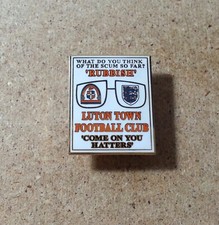 WHAT DO YOU THINK
OF THE SCUM SO FAR?
'RUBBISH'
LUTON TOWN
FOOTBALL CLUB
'COME ON YOU
HATTERS'